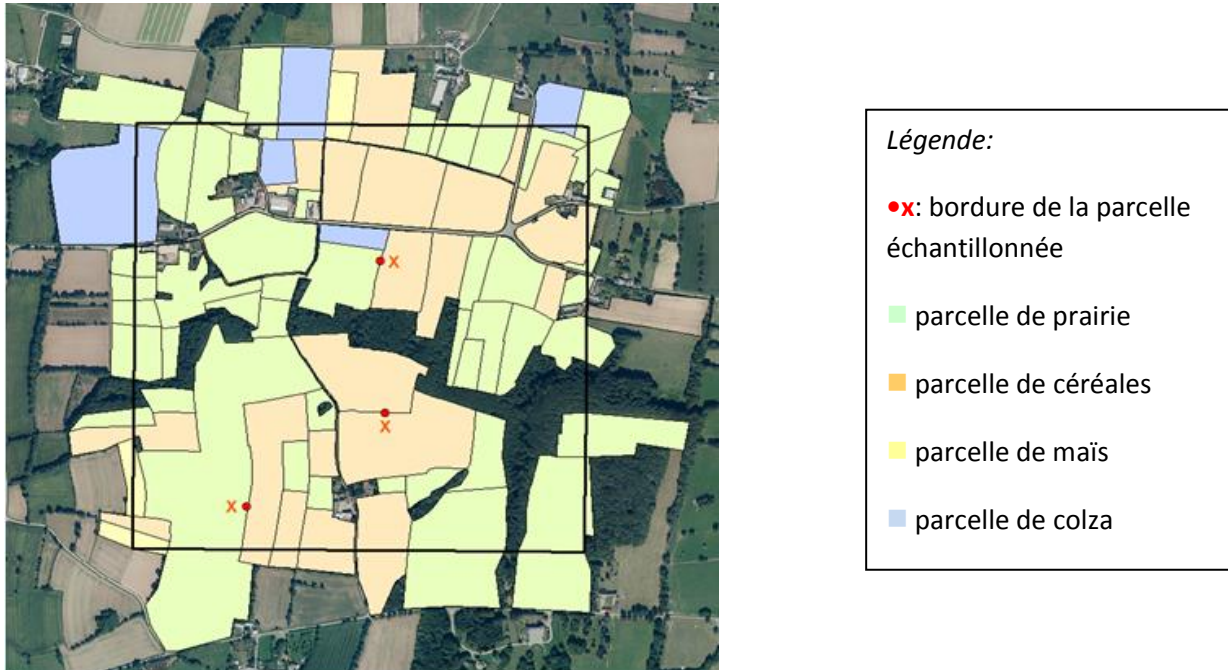 Légende:
●x: bordure de la parcelle
échantillonnée
parcelle de prairie
parcelle de céréales
parcelle de maïs
parcelle de colza
x
x
x